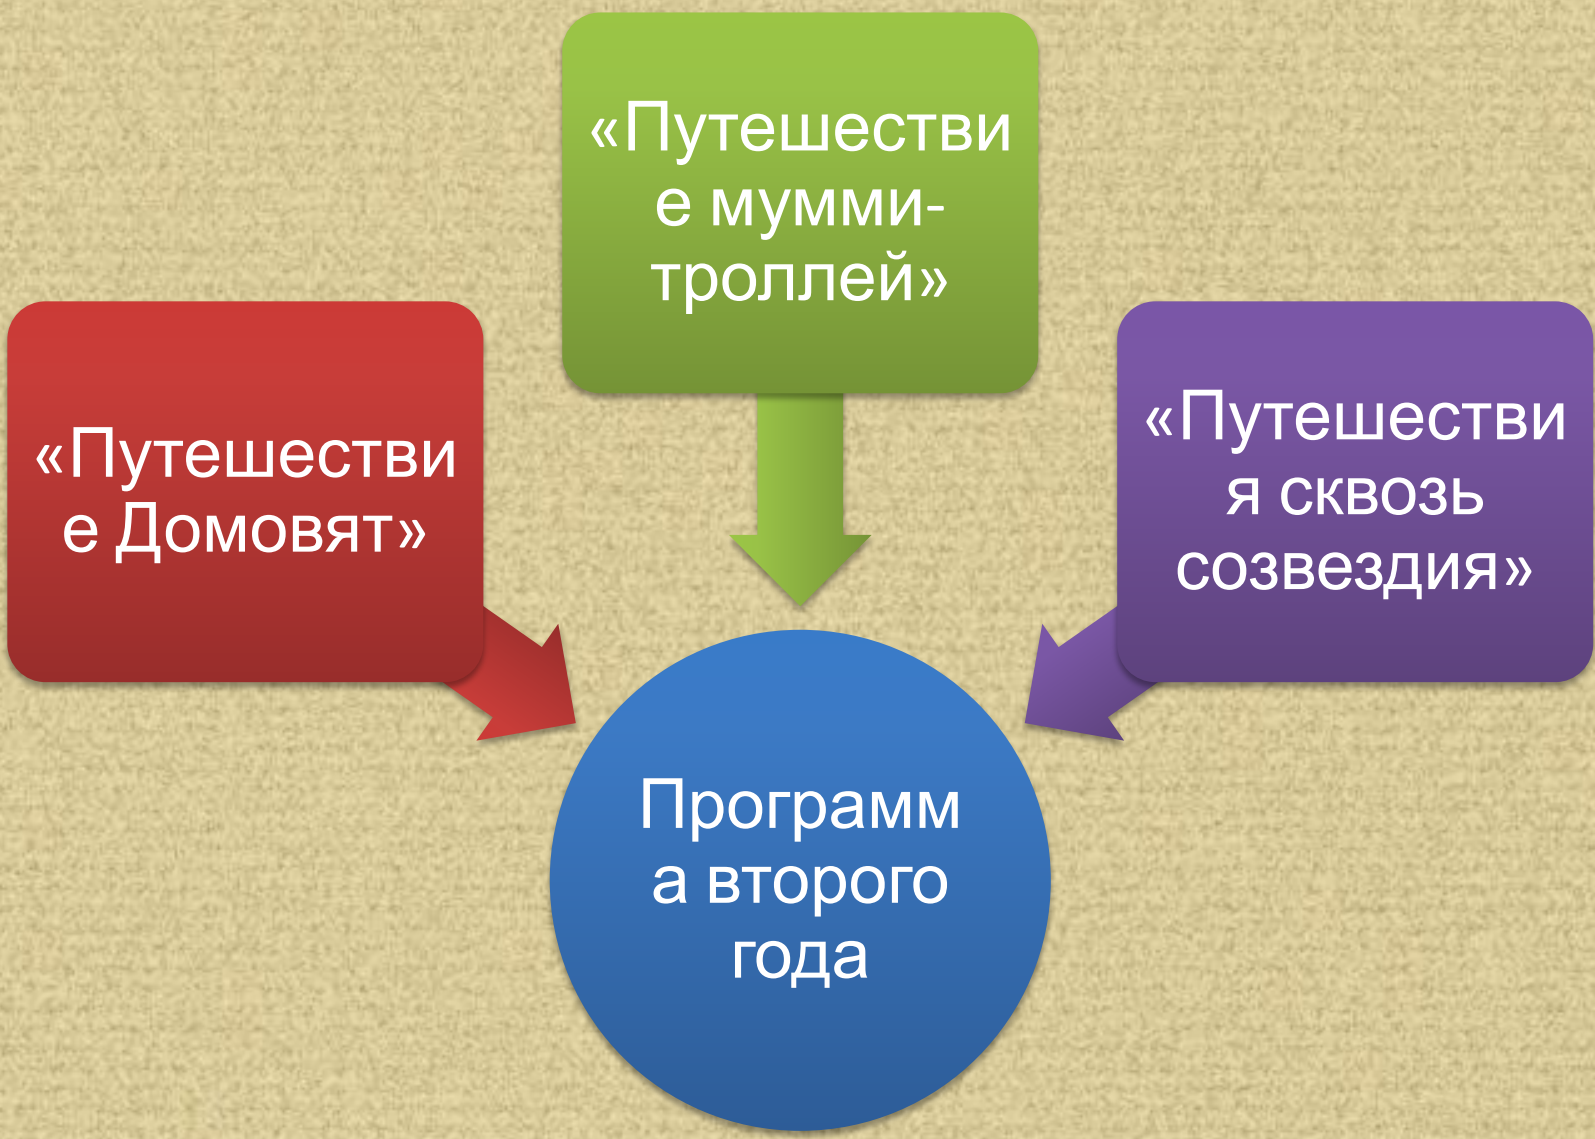 «Путешестви
е мумми-
троллей»
«Путешестви
е Домовят»
«Путешестви
я сквозь
созвездия»
Программ
а второго
года